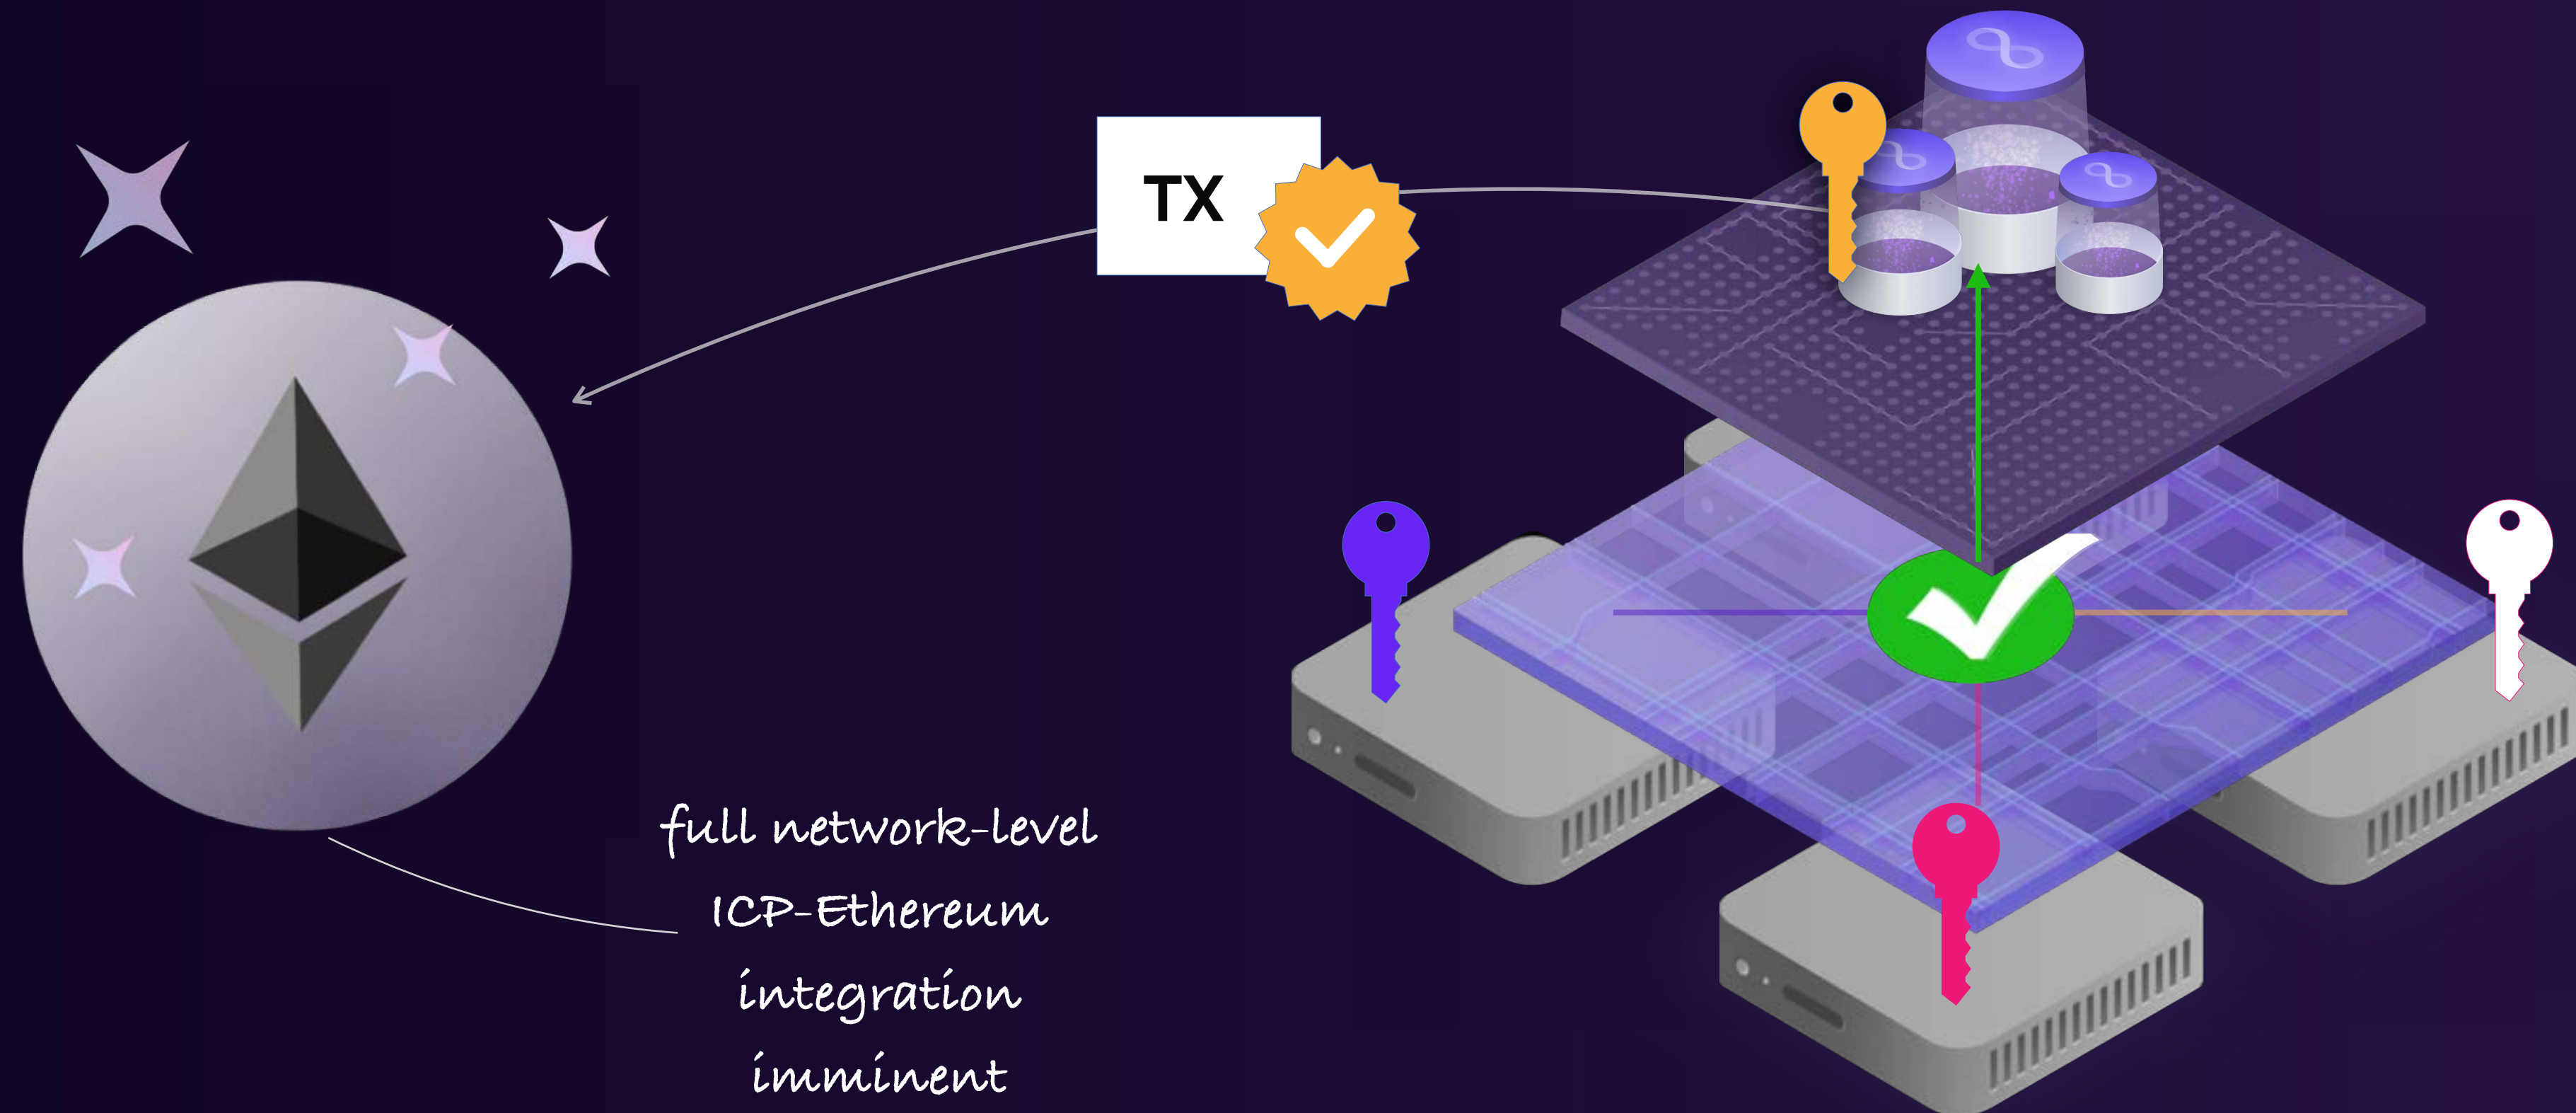 TX
full network-level
ICP-Ethereum
integration
imminent